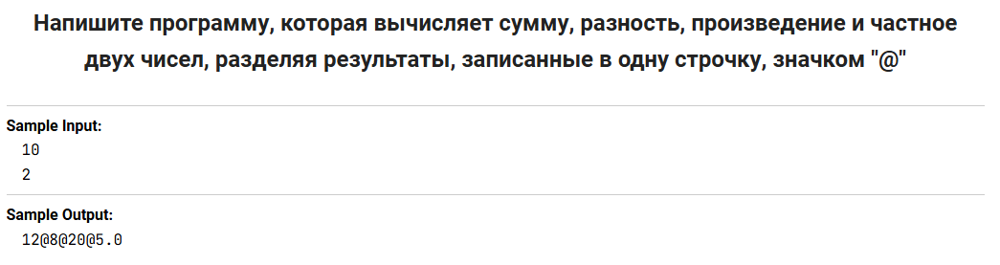 Напишите программу, которая вычисляет сумму, разность, произведение и частное
двух чисел, разделяя результаты, записанные в одну строчку, значком "@"
Sample Input:
10
2
Sample Output:
12@8@20@5.0